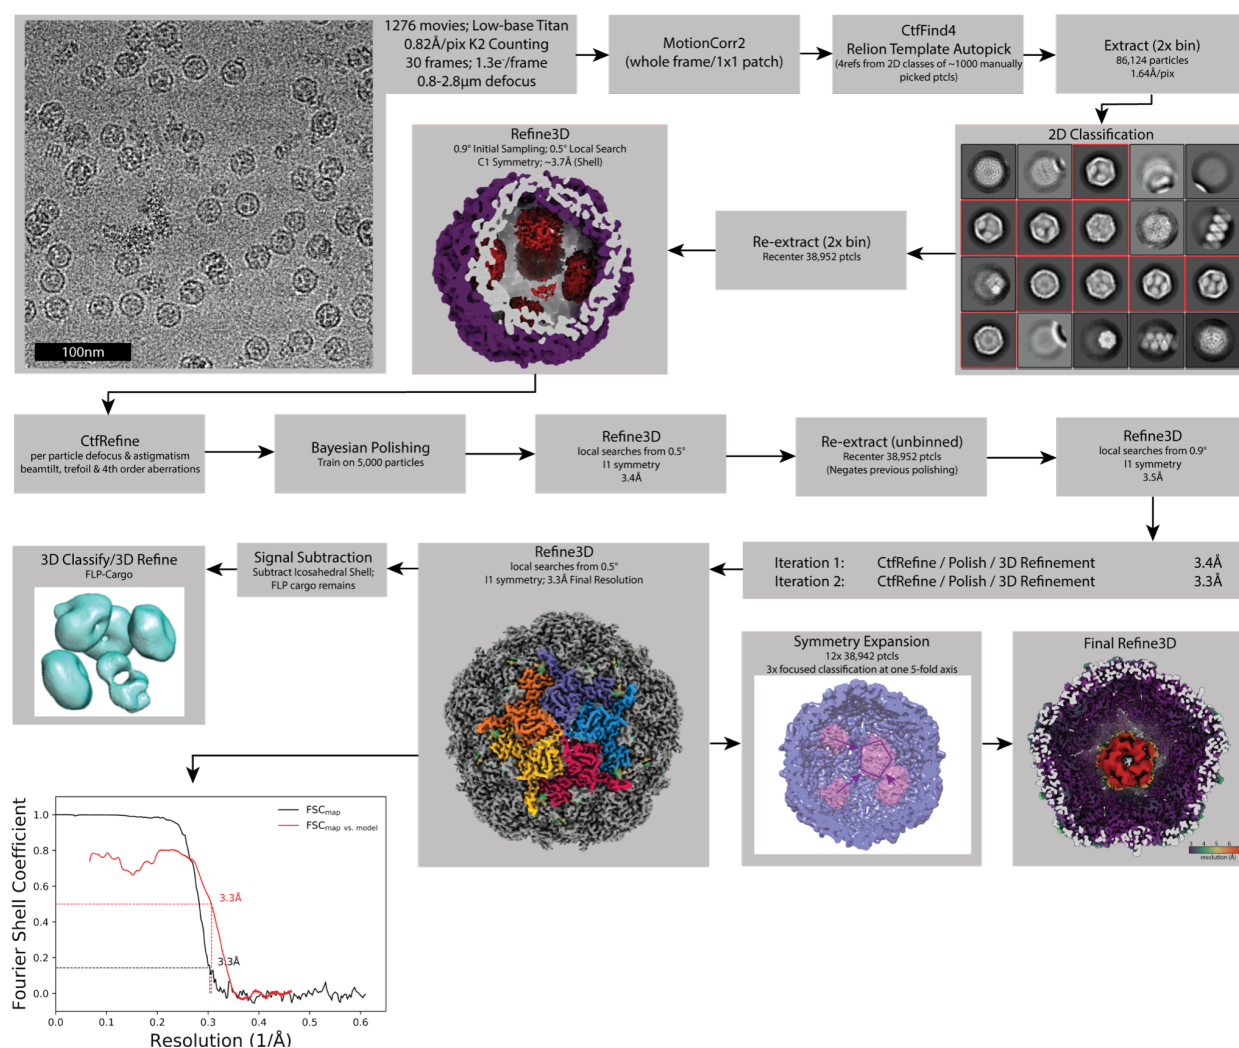 1276 movies; Low-base Titan
0.82Å/pix K2 Counting
30 frames; 1.3e⁻/frame
0.8-2.8µm defocus
MotionCorr2
(whole frame/1x1 patch)
CtfFind4
Relion Template Autopick
(4refs from 2D classes of ~1000 manually
picked ptcls)
Extract (2x bin)
86,124 particles
1.64Å/pix
100nm
2D Classification
Re-extract (2x bin)
Recenter 38,952 ptcls
Refine3D
0.9° Initial Sampling; 0.5° Local Search
C1 Symmetry; ~3.7Å (Shell)
CtfRefine
per particle defocus & astigmatism
beamtilt, trefoil & 4th order aberrations
Bayesian Polishing
Train on 5,000 particles
Refine3D
local searches from 0.5°
I1 symmetry
3.4Å
Re-extract (unbinned)
Recenter 38,952 ptcls
(Negates previous polishing)
Refine3D
local searches from 0.9°
I1 symmetry
3.5Å
Iteration 1: CtfRefine / Polish / 3D Refinement 3.4Å
Iteration 2: CtfRefine / Polish / 3D Refinement 3.3Å
Refine3D
local searches from 0.5°
I1 symmetry; 3.3Å Final Resolution
Signal Subtraction
Subtract Icosahedral Shell;
FLP cargo remains
3D Classify/3D Refine
FLP-Cargo
Symmetry Expansion
12x 38,942 ptcls
3x focused classification at one 5-fold axis
Final Refine3D
3 4 5 6
resolution (Å)
FSCmap
FSCmap vs. model
3.3Å
3.3Å
Fourier Shell Coefficient
1.0
0.8
0.6
0.4
0.2
0.0
0.0 0.1 0.2 0.3 0.4 0.5 0.6
Resolution (1/Å)